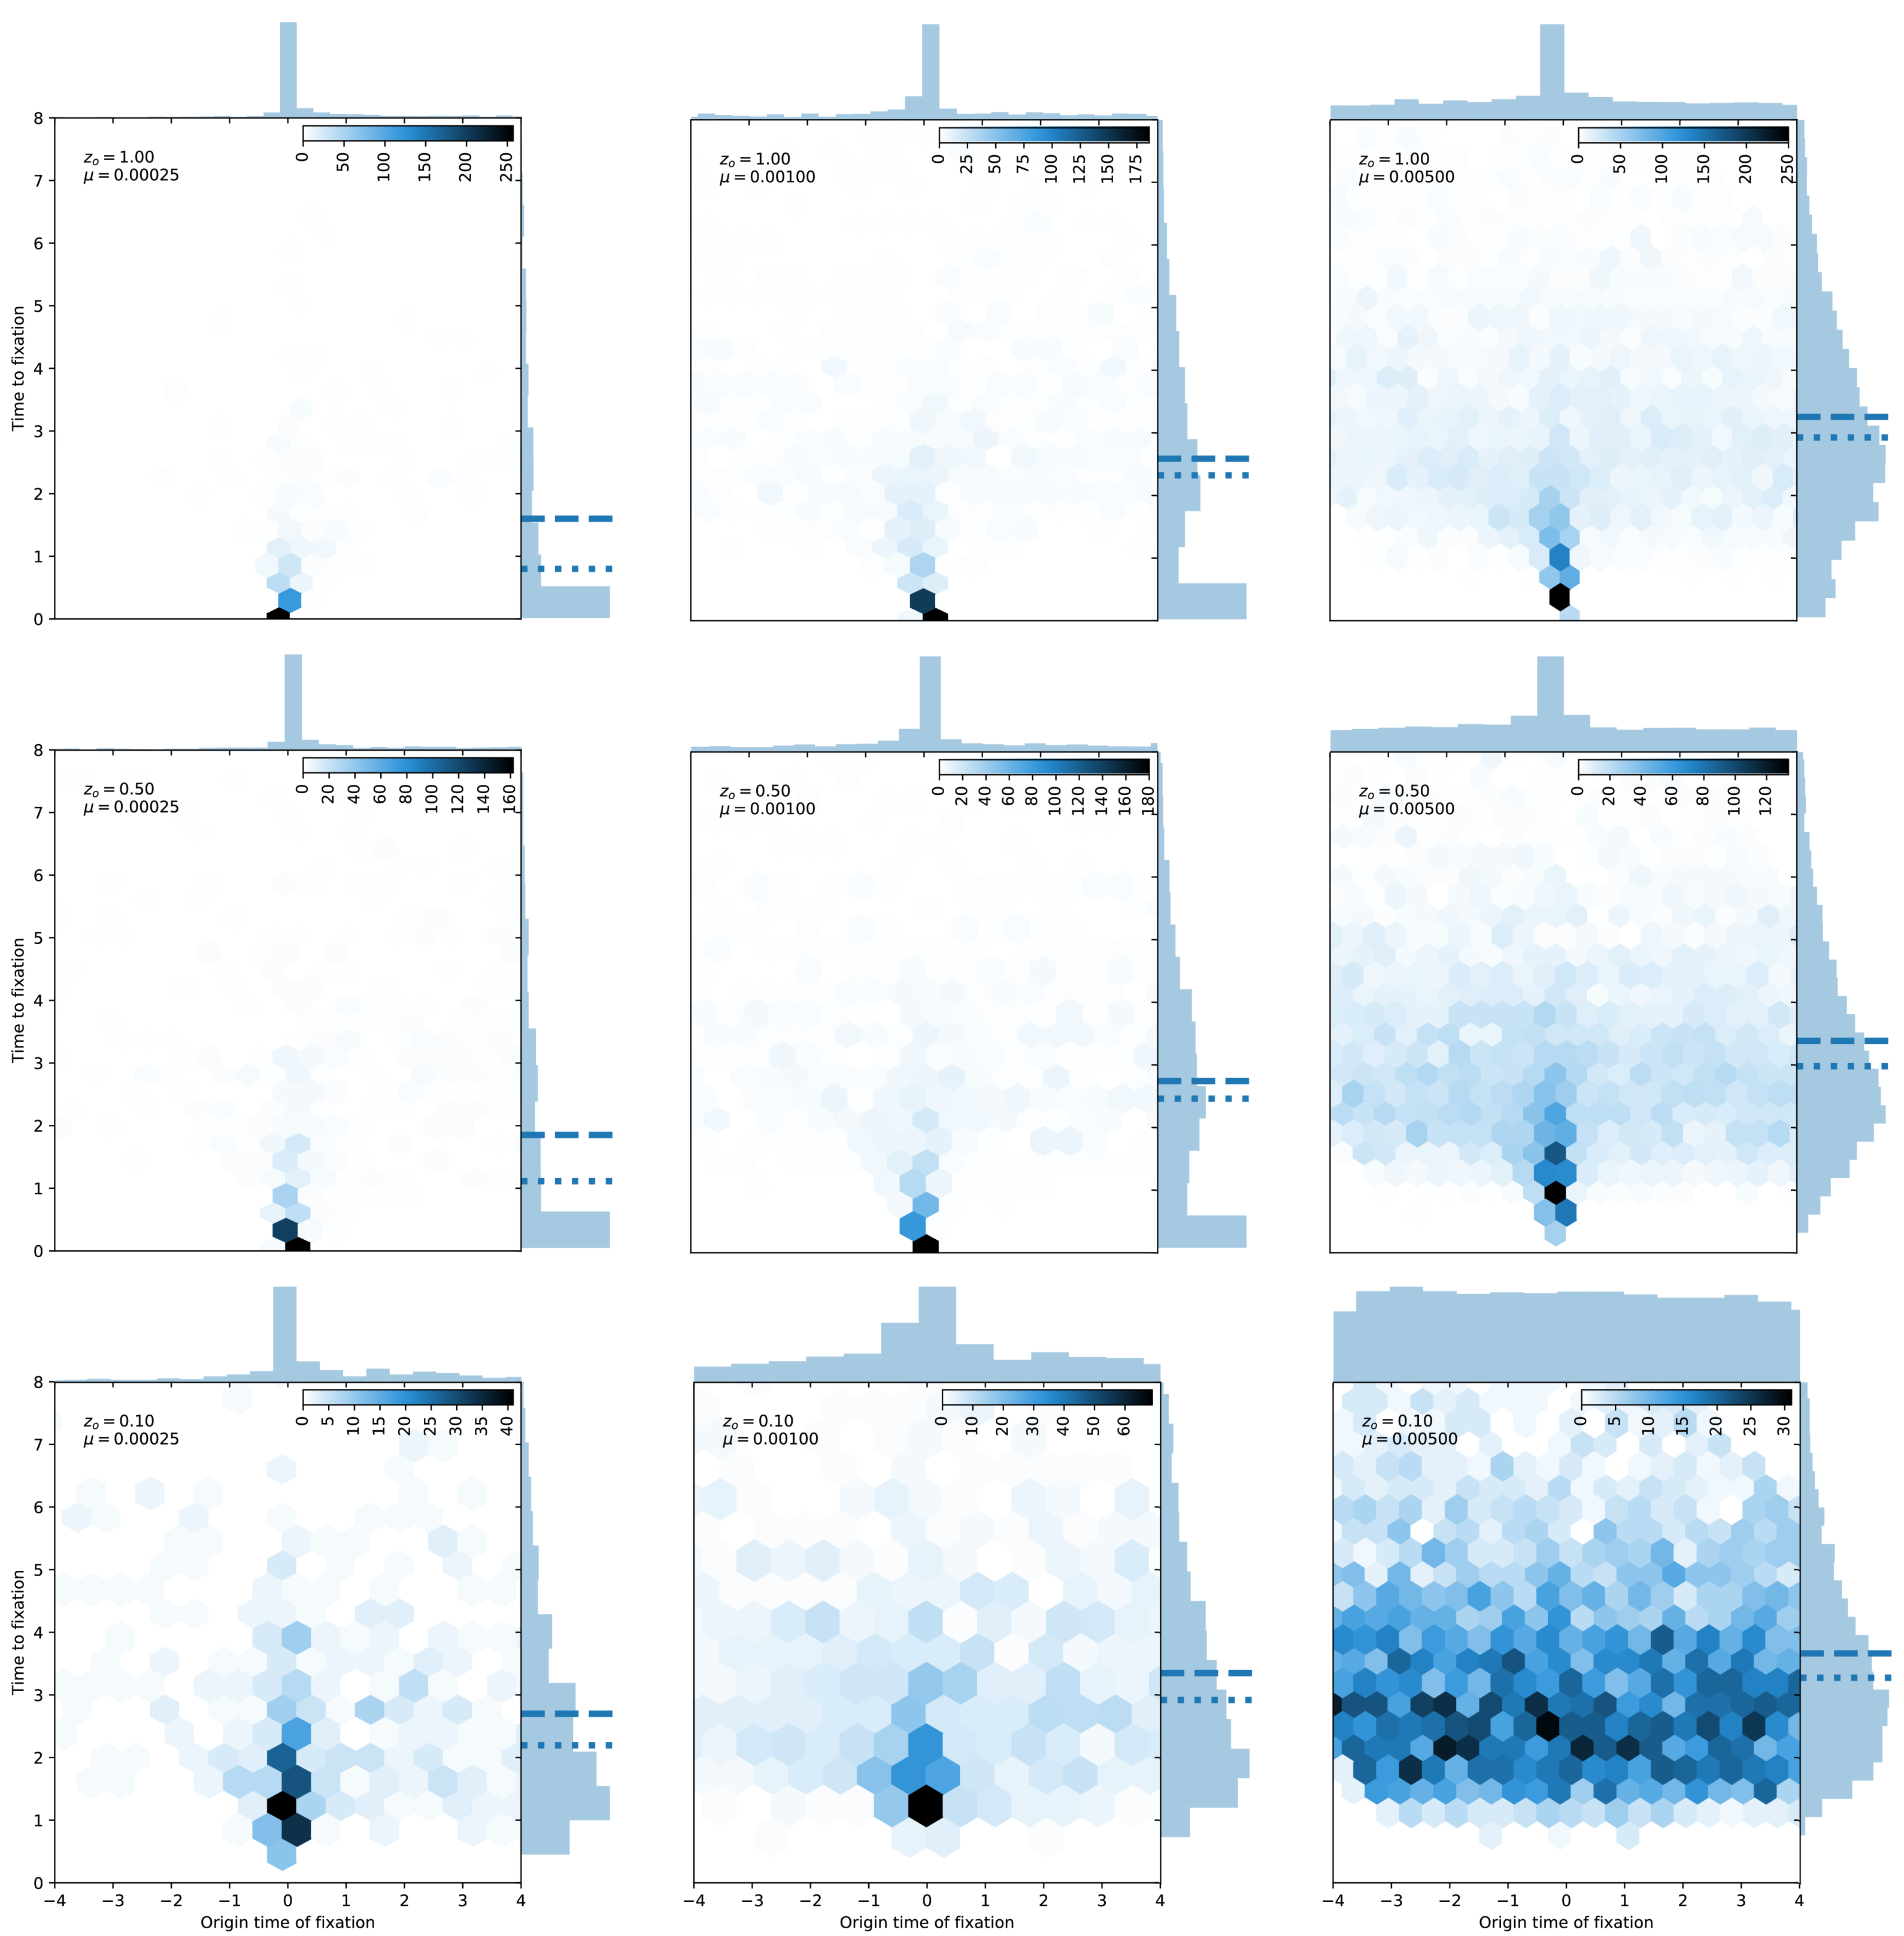 8
7
6
5
4
3
2
1
0
Time to fixation
z_o = 1.00
μ = 0.00025
0 50 100 150 200 250
z_o = 1.00
μ = 0.00100
0 25 50 75 100 125 150 175
z_o = 1.00
μ = 0.00500
0 50 100 150 200 250
8
7
6
5
4
3
2
1
0
Time to fixation
z_o = 0.50
μ = 0.00025
0 20 40 60 80 100 120 140 160
z_o = 0.50
μ = 0.00100
0 20 40 60 80 100 120 140 160 180
z_o = 0.50
μ = 0.00500
0 20 40 60 80 100 120
8
7
6
5
4
3
2
1
0
Time to fixation
z_o = 0.10
μ = 0.00025
0 5 10 15 20 25 30 35 40
z_o = 0.10
μ = 0.00100
0 10 20 30 40 50 60
z_o = 0.10
μ = 0.00500
0 5 10 15 20 25 30
−4 −3 −2 −1 0 1 2 3 4
Origin time of fixation
−4 −3 −2 −1 0 1 2 3 4
Origin time of fixation
−4 −3 −2 −1 0 1 2 3 4
Origin time of fixation